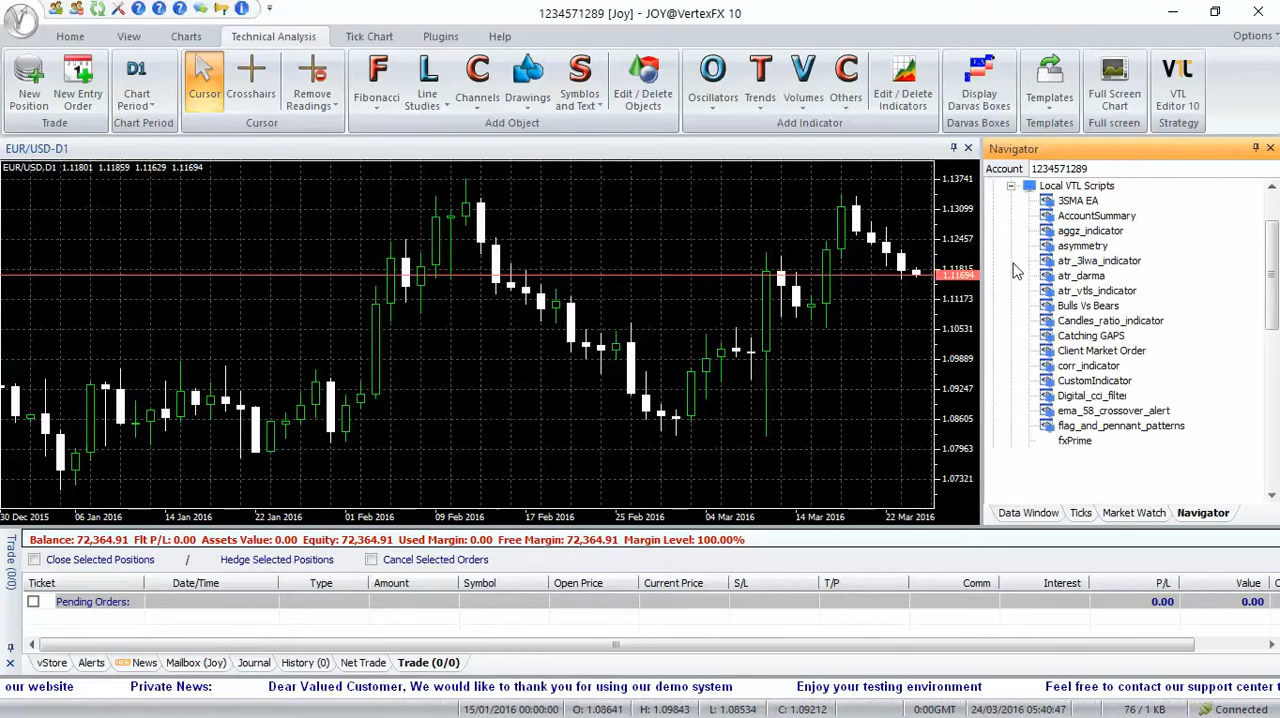 1234571289 [Joy] - JOY@VertexFX 10
Home View Charts Technical Analysis Tick Chart Plugins Help Options
New Position
New Entry Order
Trade
D1
Chart Period
Chart Period
Cursor
Crosshairs
Remove Readings
Cursor
F
Fibonacci
L
Line Studies
C
Channels
Drawings
S
Symbols and Text
Edit / Delete Objects
Add Object
O
Oscillators
T
Trends
V
Volumes
C
Others
Edit / Delete Indicators
Add Indicator
Display Darvas Boxes
Darvas Boxes
Templates
Templates
Full Screen Chart
Full screen
VTL
VTL Editor 10
Strategy
EUR/USD-D1
EUR/USD,D1 1.11801 1.11859 1.11629 1.11694
1.13741
1.13099
1.12457
1.11815
1.11694
1.11173
1.10531
1.09889
1.09247
1.08605
1.07963
1.07321
30 Dec 2015 06 Jan 2016 14 Jan 2016 22 Jan 2016 01 Feb 2016 09 Feb 2016 17 Feb 2016 25 Feb 2016 04 Mar 2016 14 Mar 2016 22 Mar 2016
Navigator
Account 1234571289
Local VTL Scripts
3SMA EA
AccountSummary
aggz_indicator
asymmetry
atr_3lwa_indicator
atr_darma
atr_vtls_indicator
Bulls Vs Bears
Candles_ratio_indicator
Catching GAPS
Client Market Order
corr_indicator
CustomIndicator
Digital_cci_filter
ema_58_crossover_alert
flag_and_pennant_patterns
fxPrime
Data Window Ticks Market Watch Navigator
Trade (0/0)
Balance: 72,364.91 Flt P/L: 0.00 Assets Value: 0.00 Equity: 72,364.91 Used Margin: 0.00 Free Margin: 72,364.91 Margin Level: 100.00%
Close Selected Positions / Hedge Selected Positions Cancel Selected Orders
Ticket Date/Time Type Amount Symbol Open Price Current Price S/L T/P Comm Interest P/L Value
Pending Orders: 0.00 0.00
vStore Alerts News Mailbox (Joy) Journal History (0) Net Trade Trade (0/0)
our website Private News: Dear Valued Customer, We would like to thank you for using our demo system Enjoy your testing environment Feel free to contact our support center
15/01/2016 00:00:00 O: 1.08641 H: 1.09843 L: 1.08534 C: 1.09212 0:00GMT 24/03/2016 05:40:47 76 / 1 KB Connected